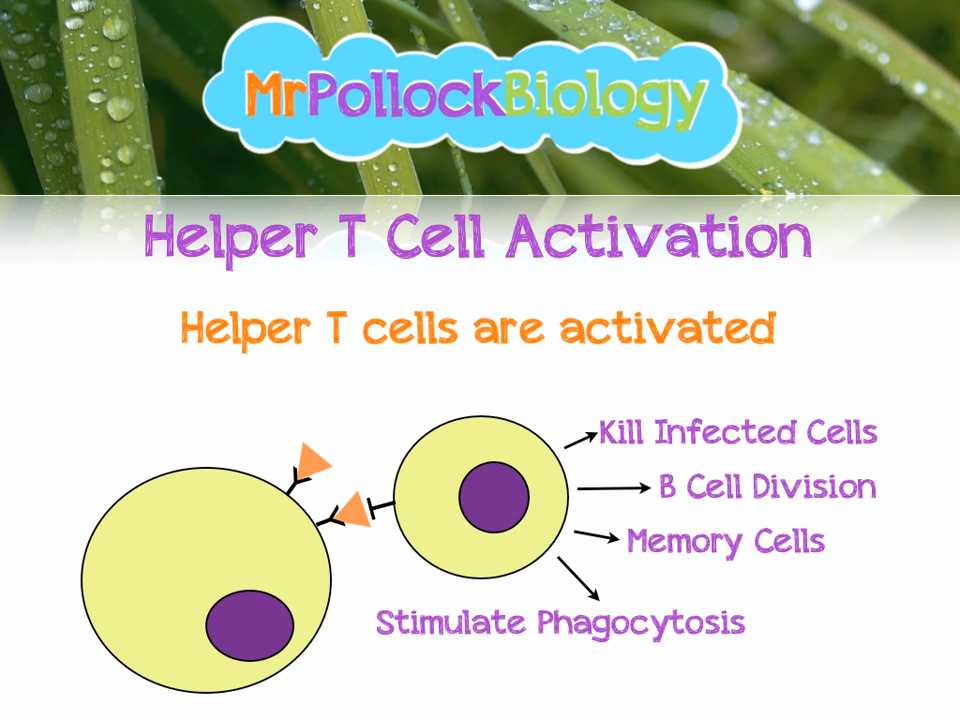 MrPollockBiology
Helper T Cell Activation
Helper T cells are activated
Kill Infected Cells
B Cell Division
Memory Cells
Stimulate Phagocytosis